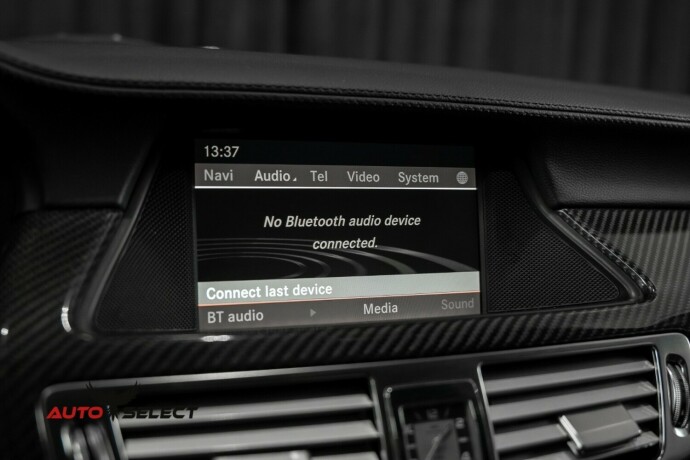 13:37
Navi Audio Tel Video System
No Bluetooth audio device
connected.
Connect last device
BT audio Media Sound
AUTO SELECT